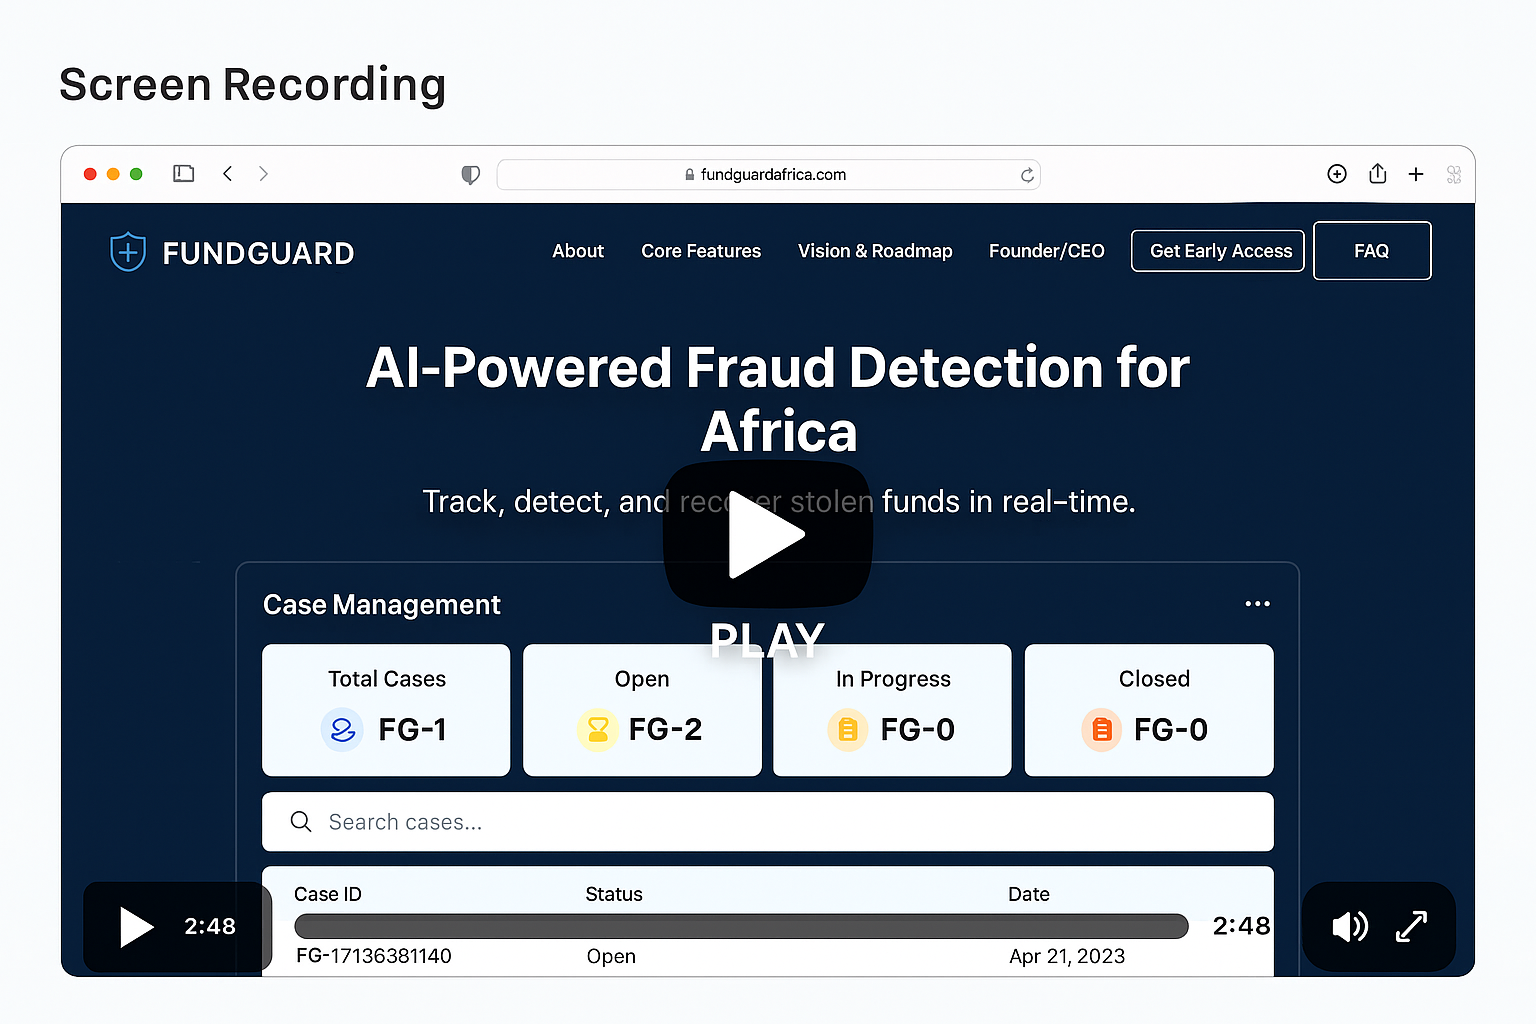 Screen Recording
fundguardafrica.com
FUNDGUARD
About
Core Features
Vision & Roadmap
Founder/CEO
Get Early Access
FAQ
AI-Powered Fraud Detection for
Africa
Track, detect, and recover stolen funds in real-time.
Case Management
PLAY
Total Cases
FG-1
Open
FG-2
In Progress
FG-0
Closed
FG-0
Search cases...
Case ID
Status
Date
2:48
2:48
FG-17136381140
Open
Apr 21, 2023